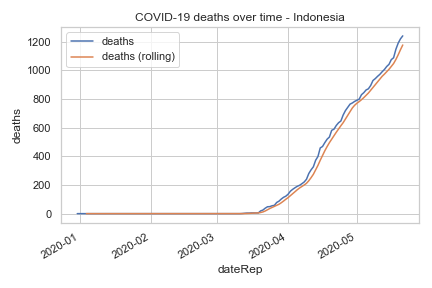 COVID-19 deaths over time - Indonesia
deaths
deaths (rolling)
1200
1000
800
600
400
200
0
deaths
2020-01
2020-02
2020-03
2020-04
2020-05
dateRep